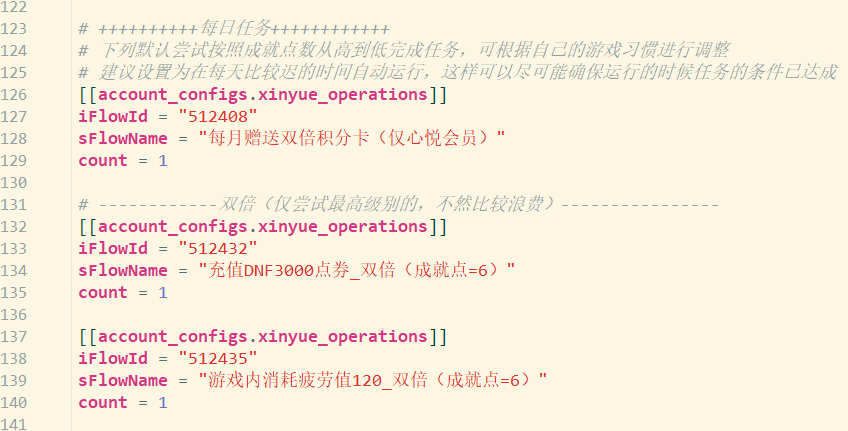 122
123 # ++++++++++每日任务++++++++++++
124 # 下列默认尝试按照成就点数从高到低完成任务，可根据自己的游戏习惯进行调整
125 # 建议设置为在每天比较迟的时间自动运行，这样可以尽可能确保运行的时候任务的条件已达成
126 [[account_configs.xinyue_operations]]
127 iFlowId = "512408"
128 sFlowName = "每月赠送双倍积分卡（仅心悦会员）"
129 count = 1
130
131 # ------------双倍（仅尝试最高级别的，不然比较浪费）----------------
132 [[account_configs.xinyue_operations]]
133 iFlowId = "512432"
134 sFlowName = "充值DNF3000点券_双倍（成就点=6）"
135 count = 1
136
137 [[account_configs.xinyue_operations]]
138 iFlowId = "512435"
139 sFlowName = "游戏内消耗疲劳值120_双倍（成就点=6）"
140 count = 1
141